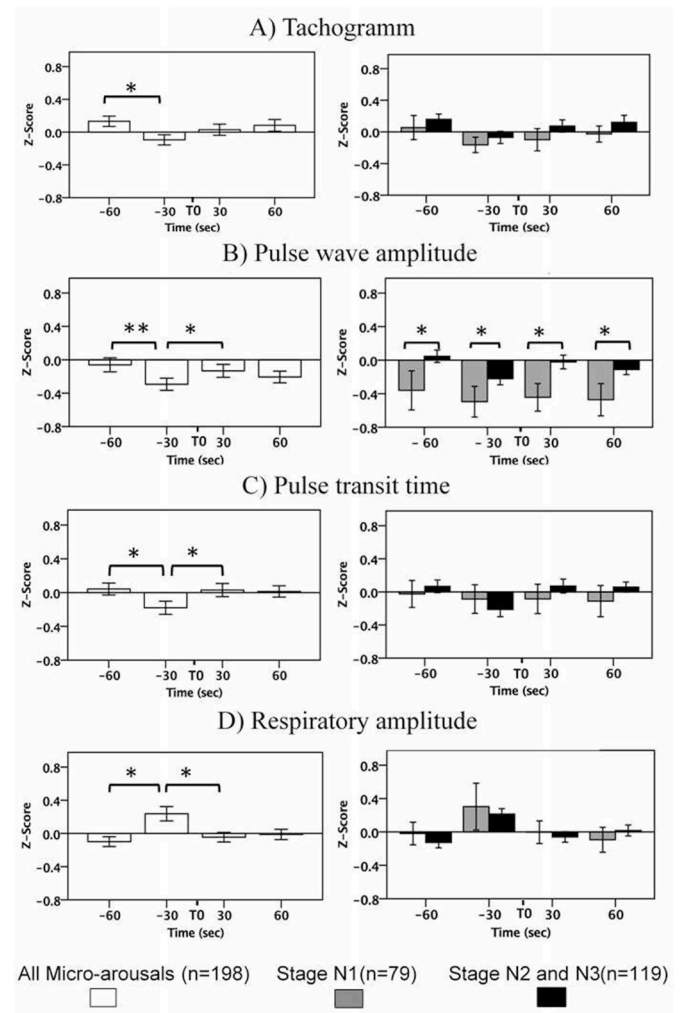 A) Tachogramm
0.8
0.4
0.0
-0.4
-0.8
Z-Score
*
-60 -30 T0 30 60
Time (sec)
0.8
0.4
0.0
-0.4
-0.8
Z-Score
-60 -30 T0 30 60
Time (sec)
B) Pulse wave amplitude
0.8
0.4
0.0
-0.4
-0.8
Z-Score
** *
-60 -30 T0 30 60
Time (sec)
0.8
0.4
0.0
-0.4
-0.8
Z-Score
* * * *
- 60 -30 T0 30 60
Time (sec)
C) Pulse transit time
0.8
0.4
0.0
-0.4
-0.8
Z-Score
* *
-60 -30 T0 30 60
Time (sec)
0.8
0.4
0.0
-0.4
-0.8
Z-Score
-60 -30 T0 30 60
Time (sec)
D) Respiratory amplitude
0.8
0.4
0.0
-0.4
-0.8
Z-Score
* *
-60 -30 T0 30 60
Time (sec)
0.8
0.4
0.0
-0.4
-0.8
Z-Score
-60 -30 T0 30 60
Time (sec)
All Micro-arousals (n=198) Stage N1(n=79) Stage N2 and N3(n=119)